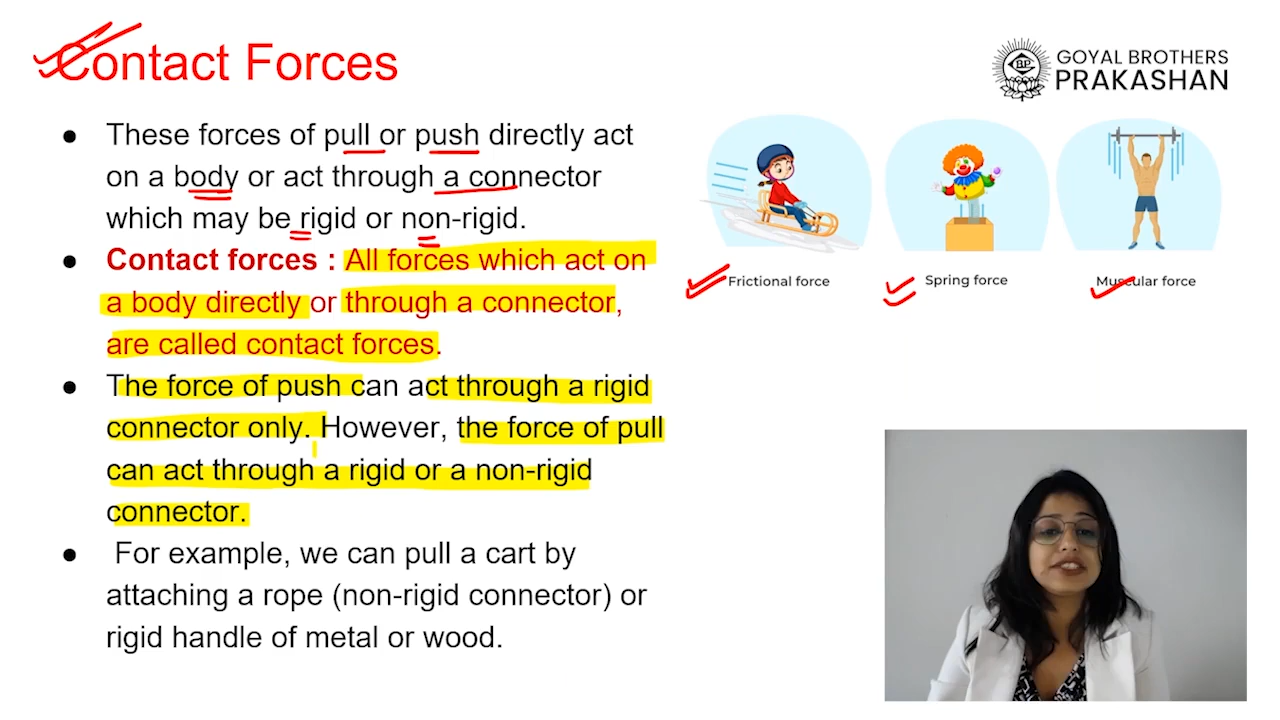 Contact Forces
GOYAL BROTHERS
PRAKASHAN
● These forces of pull or push directly act
on a body or act through a connector
which may be rigid or non-rigid.
● Contact forces : All forces which act on
a body directly or through a connector,
are called contact forces.
● The force of push can act through a rigid
connector only. However, the force of pull
can act through a rigid or a non-rigid
connector.
● For example, we can pull a cart by
attaching a rope (non-rigid connector) or
rigid handle of metal or wood.
Frictional force
Spring force
Muscular force